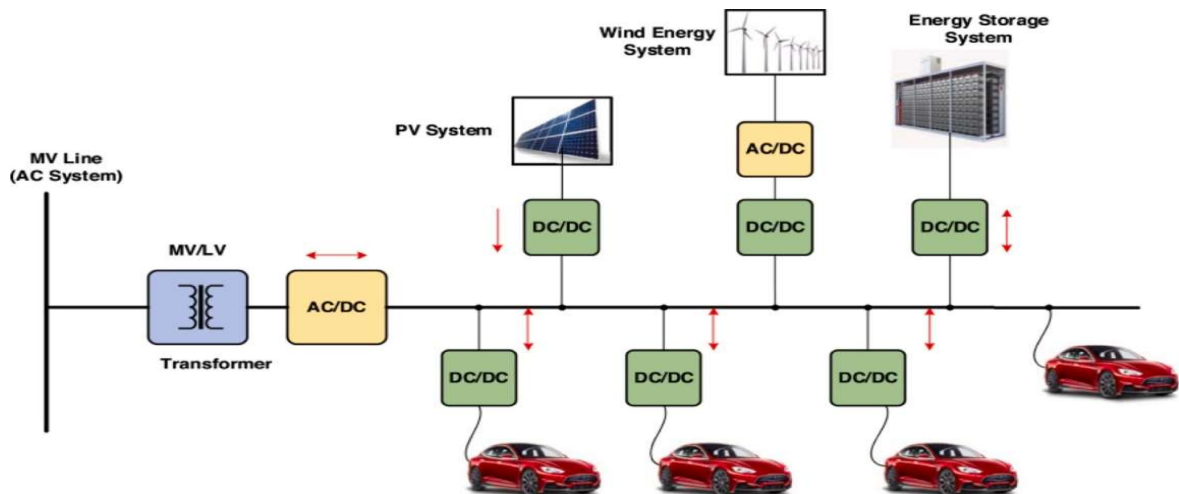 Wind Energy
System
Energy Storage
System
PV System
MV Line
(AC System)
AC/DC
DC/DC
DC/DC
DC/DC
MV/LV
AC/DC
Transformer
DC/DC
DC/DC
DC/DC